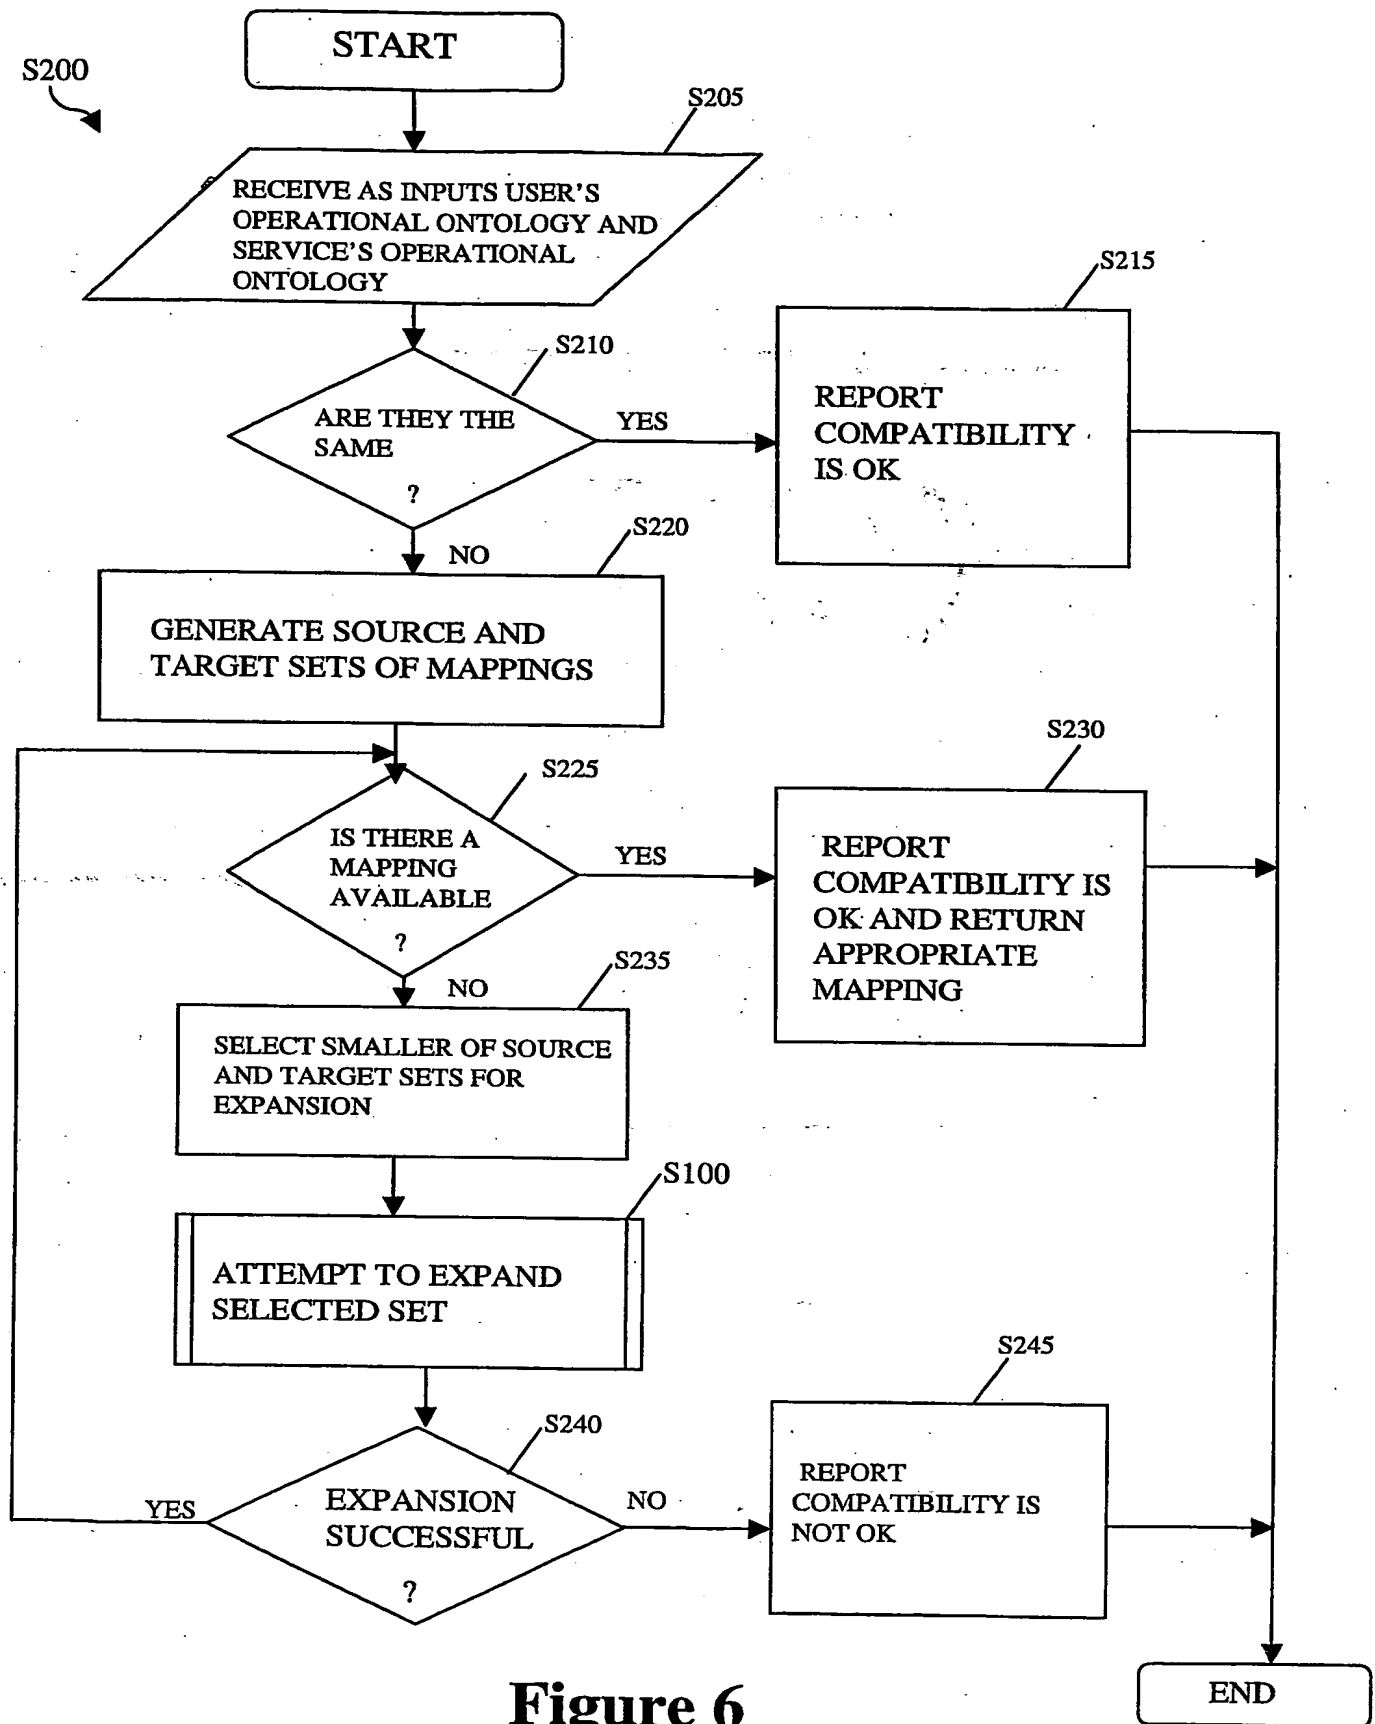 START
S200
S205
RECEIVE AS INPUTS USER'S
OPERATIONAL ONTOLOGY AND
SERVICE'S OPERATIONAL
ONTOLOGY
S210
ARE THEY THE
SAME
?
YES
S215
REPORT
COMPATIBILITY
IS OK
NO
S220
GENERATE SOURCE AND
TARGET SETS OF MAPPINGS
S225
IS THERE A
MAPPING
AVAILABLE
?
YES
S230
REPORT
COMPATIBILITY IS
OK AND RETURN
APPROPRIATE
MAPPING
NO
S235
SELECT SMALLER OF SOURCE
AND TARGET SETS FOR
EXPANSION
S100
ATTEMPT TO EXPAND
SELECTED SET
S240
EXPANSION
SUCCESSFUL
?
YES
NO
S245
REPORT
COMPATIBILITY IS
NOT OK
END
Figure 6